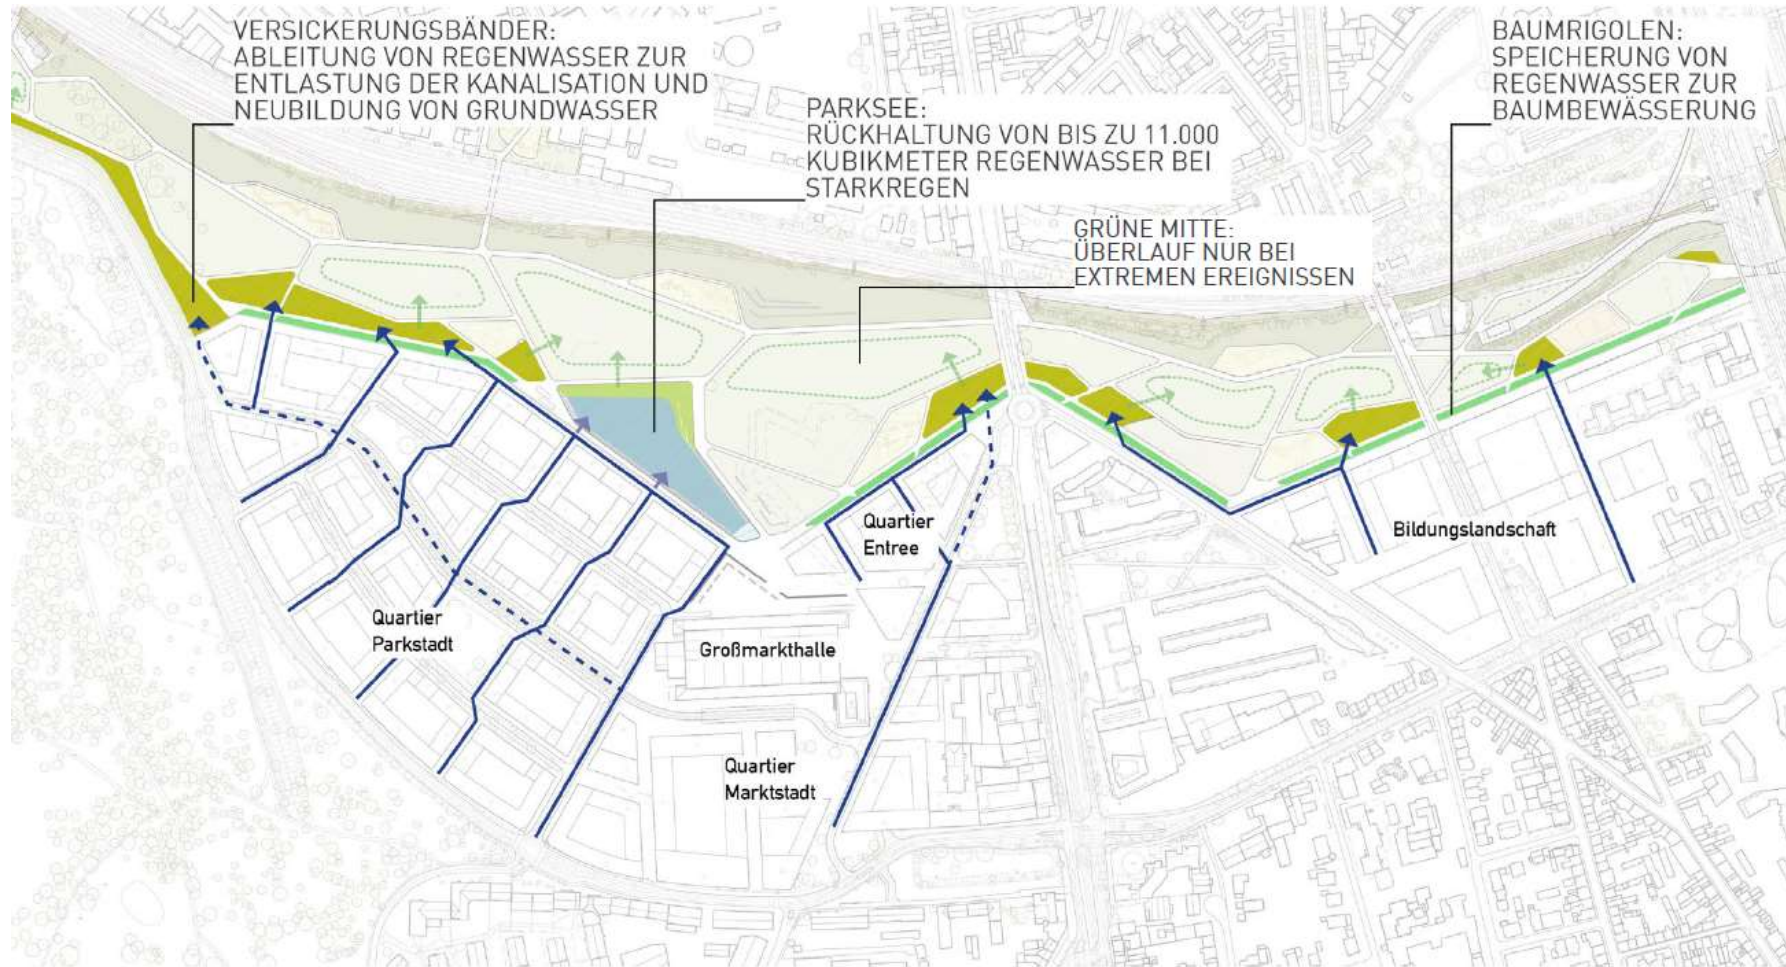 VERSICKERUNGSBÄNDER:
ABLEITUNG VON REGENWASSER ZUR
ENTLASTUNG DER KANALISATION UND
NEUBILDUNG VON GRUNDWASSER
PARKSEE:
RÜCKHALTUNG VON BIS ZU 11.000
KUBIKMETER REGENWASSER BEI
STARKREGEN
GRÜNE MITTE:
ÜBERLAUF NUR BEI
EXTREMEN EREIGNISSEN
BAUMRIGOLEN:
SPEICHERUNG VON
REGENWASSER ZUR
BAUMBEWÄSSERUNG
Quartier
Entree
Bildungslandschaft
Quartier
Parkstadt
Großmarkthalle
Quartier
Marktstadt